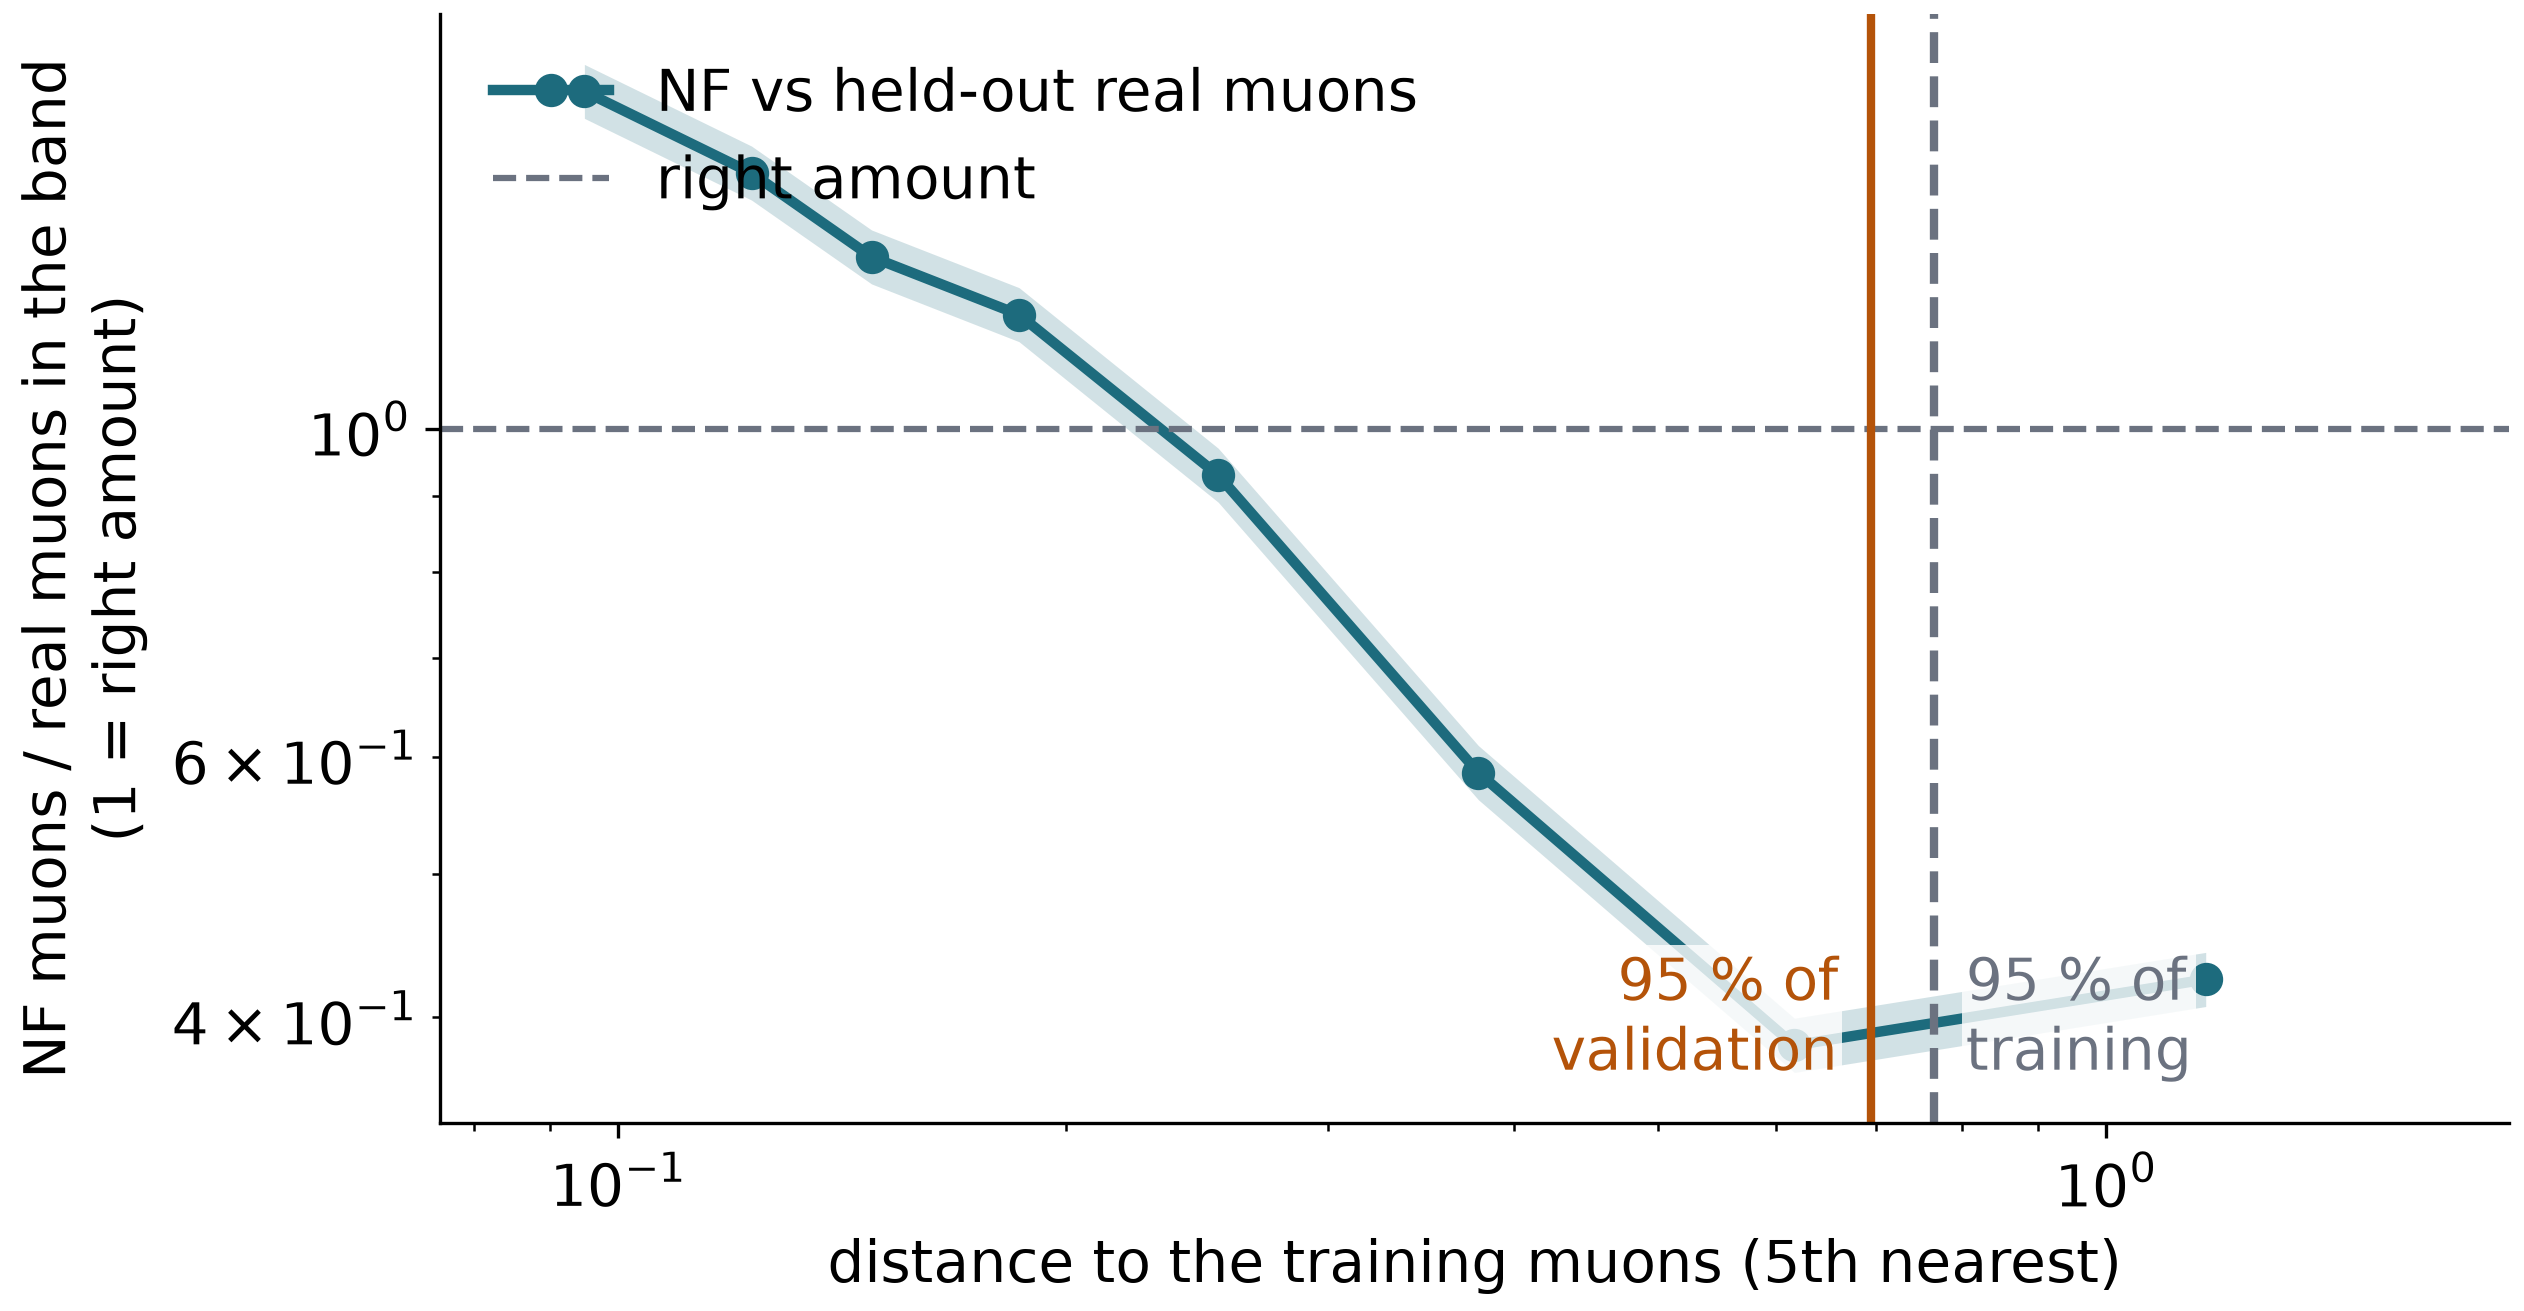 NF muons / real muons in the band
(1 = right amount)
NF vs held-out real muons
right amount
10⁰
6 × 10⁻¹
4 × 10⁻¹
95 % of
validation
95 % of
training
10⁻¹
10⁰
distance to the training muons (5th nearest)